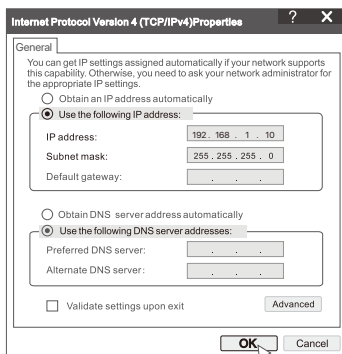 Internet Protocol Version 4 (TCP/IPv4)Properties ? X
General
You can get IP settings assigned automatically if your network supports
this capability. Otherwise, you need to ask your network administrator for
the appropriate IP settings.
Obtain an IP address automatically
Use the following IP address:
IP address: 192. 168 . 1 . 10
Subnet mask: 255 . 255 . 255 . 0
Default gateway: . . .
Obtain DNS server address automatically
Use the following DNS server addresses:
Preferred DNS server: . . .
Alternate DNS server: . . .
Validate settings upon exit Advanced
OK Cancel